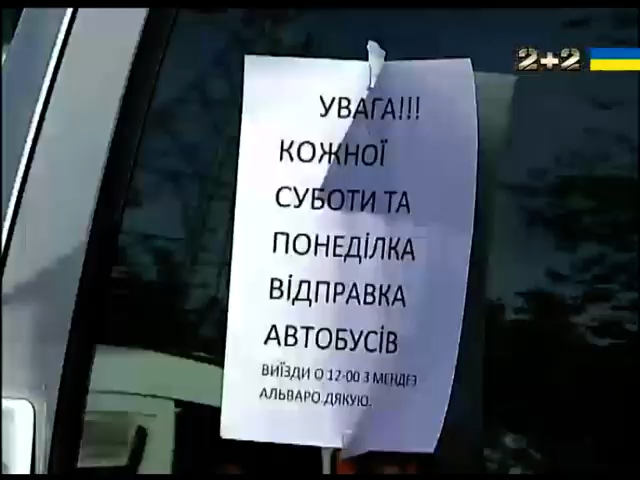 2+2
УВАГА!!!
КОЖНОЇ
СУБОТИ ТА
ПОНЕДІЛКА
ВІДПРАВКА
АВТОБУСІВ
ВИЇЗДИ О 12-00 З МЕНДЕЗ
АЛЬВАРО.ДЯКУЮ.